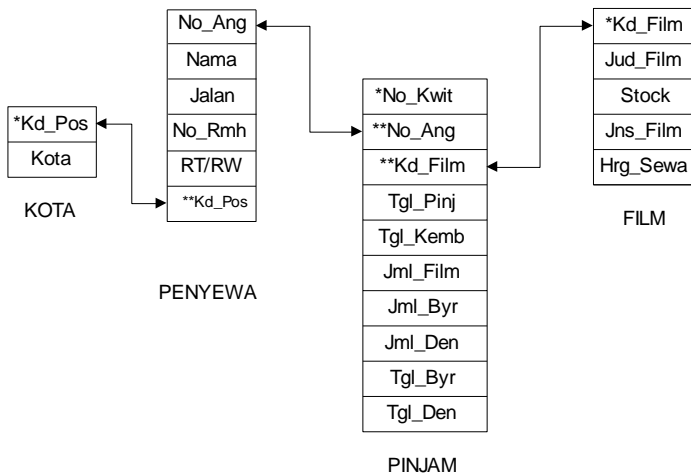 *Kd_Pos
Kota
KOTA
No_Ang
Nama
Jalan
No_Rmh
RT/RW
**Kd_Pos
PENYEWA
*No_Kwit
**No_Ang
**Kd_Film
Tgl_Pinj
Tgl_Kemb
Jml_Film
Jml_Byr
Jml_Den
Tgl_Byr
Tgl_Den
PINJAM
*Kd_Film
Jud_Film
Stock
Jns_Film
Hrg_Sewa
FILM